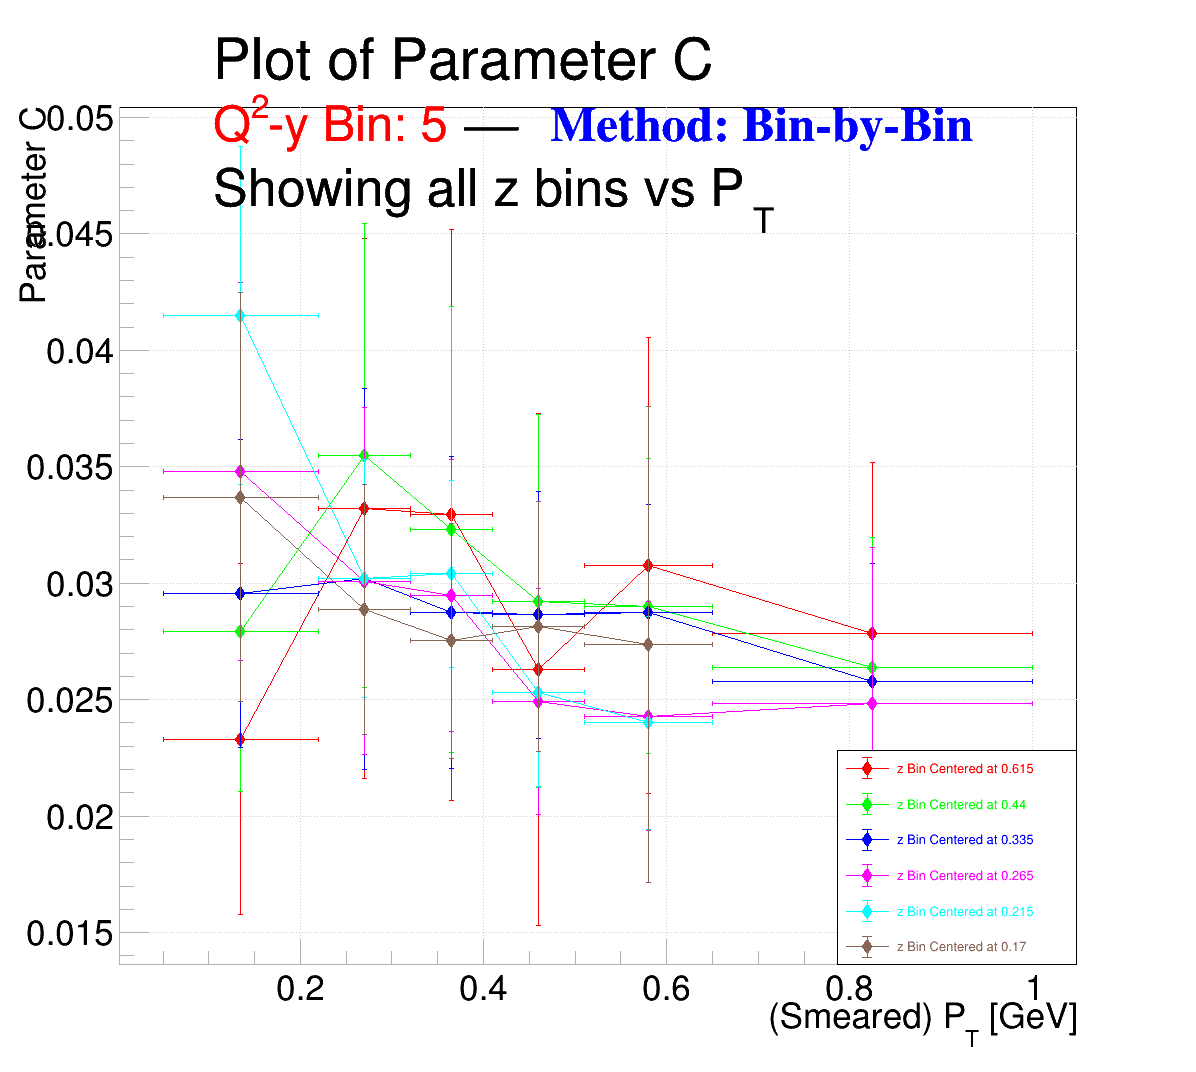 Plot of Parameter C
Q²-y Bin: 5 — Method: Bin-by-Bin
Showing all z bins vs P_T
Parameter C
0.05
0.045
0.04
0.035
0.03
0.025
0.02
0.015
0.2 0.4 0.6 0.8 1
(Smeared) P_T [GeV]
z Bin Centered at 0.615
z Bin Centered at 0.44
z Bin Centered at 0.335
z Bin Centered at 0.265
z Bin Centered at 0.215
z Bin Centered at 0.17